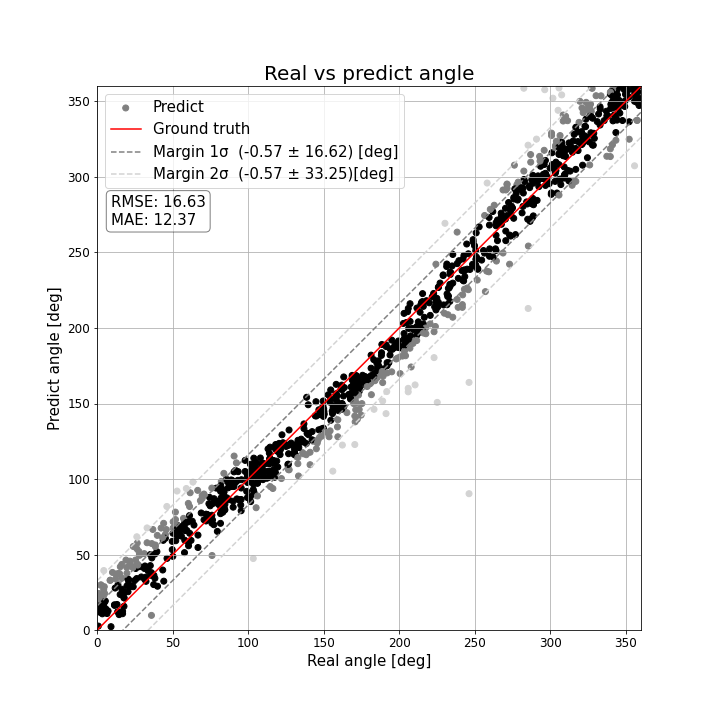 Real vs predict angle
Predict
Ground truth
Margin 1σ (-0.57 ± 16.62) [deg]
Margin 2σ (-0.57 ± 33.25)[deg]
RMSE: 16.63
MAE: 12.37
Predict angle [deg]
350
300
250
200
150
100
50
0
0 50 100 150 200 250 300 350
Real angle [deg]